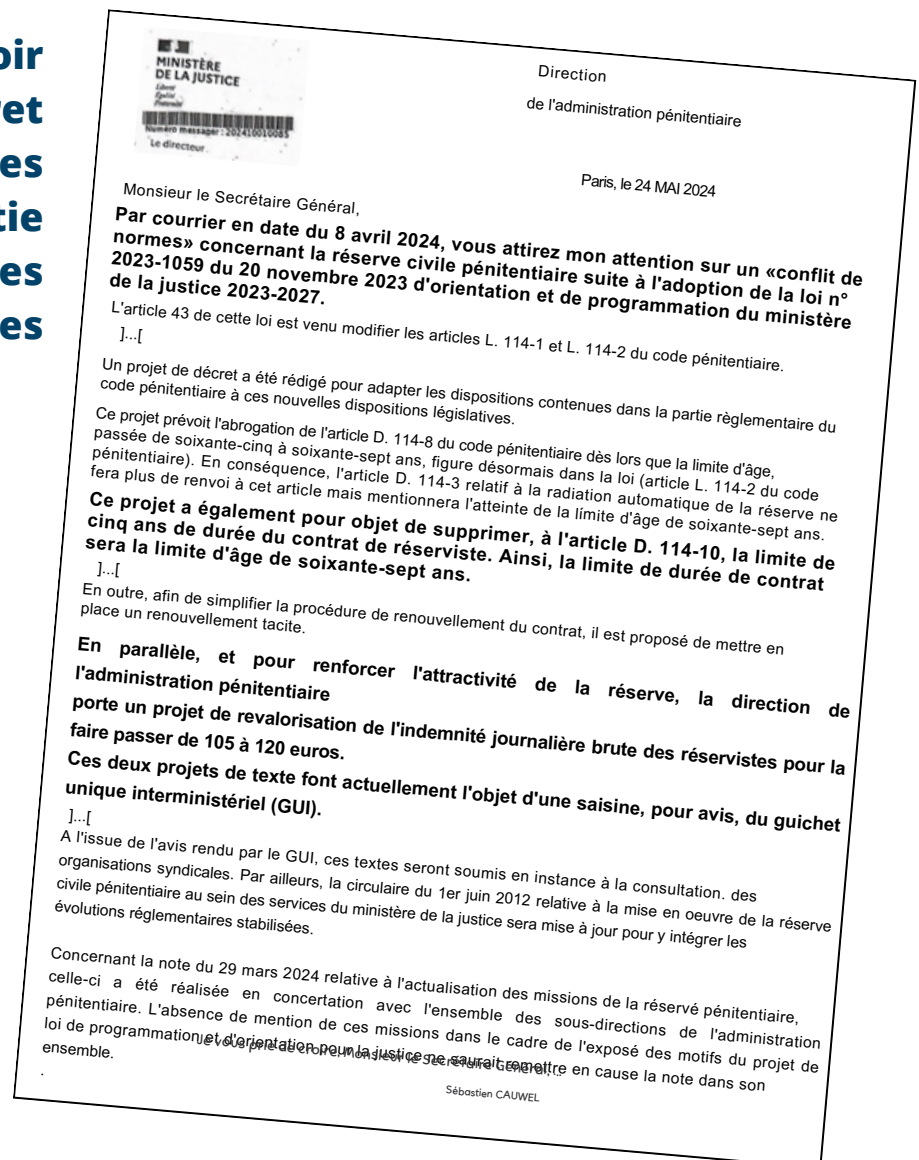 oir
ret
es
tie
es
es
MINISTÈRE
DE LA JUSTICE
Liberté
Égalité
Fraternité
Numéro messager : 202410010085
Le directeur
Direction
de l'administration pénitentiaire
Paris, le 24 MAI 2024
Monsieur le Secrétaire Général,
Par courrier en date du 8 avril 2024, vous attirez mon attention sur un «conflit de
normes» concernant la réserve civile pénitentiaire suite à l'adoption de la loi n°
2023-1059 du 20 novembre 2023 d'orientation et de programmation du ministère
de la justice 2023-2027.
L'article 43 de cette loi est venu modifier les articles L. 114-1 et L. 114-2 du code pénitentiaire.
]...[
Un projet de décret a été rédigé pour adapter les dispositions contenues dans la partie règlementaire du
code pénitentiaire à ces nouvelles dispositions législatives.
Ce projet prévoit l'abrogation de l'article D. 114-8 du code pénitentiaire dès lors que la limite d'âge,
passée de soixante-cinq à soixante-sept ans, figure désormais dans la loi (article L. 114-2 du code
pénitentiaire). En conséquence, l'article D. 114-3 relatif à la radiation automatique de la réserve ne
fera plus de renvoi à cet article mais mentionnera l'atteinte de la límite d'âge de soixante-sept ans.
Ce projet a également pour objet de supprimer, à l'article D. 114-10, la limite de
cinq ans de durée du contrat de réserviste. Ainsi, la limite de durée de contrat
sera la limite d'âge de soixante-sept ans.
]...[
En outre, afin de simplifier la procédure de renouvellement du contrat, il est proposé de mettre en
place un renouvellement tacite.
En parallèle, et pour renforcer l'attractivité de la réserve, la direction de
l'administration pénitentiaire
porte un projet de revalorisation de l'indemnité journalière brute des réservistes pour la
faire passer de 105 à 120 euros.
Ces deux projets de texte font actuellement l'objet d'une saisine, pour avis, du guichet
unique interministériel (GUI).
]...[
A l'issue de l'avis rendu par le GUI, ces textes seront soumis en instance à la consultation. des
organisations syndicales. Par ailleurs, la circulaire du 1er juin 2012 relative à la mise en oeuvre de la réserve
civile pénitentiaire au sein des services du ministère de la justice sera mise à jour pour y intégrer les
évolutions réglementaires stabilisées.
Concernant la note du 29 mars 2024 relative à l'actualisation des missions de la réservé pénitentiaire,
celle-ci a été réalisée en concertation avec l'ensemble des sous-directions de l'administration
pénitentiaire. L'absence de mention de ces missions dans le cadre de l'exposé des motifs du projet de
loi de programmation et d'orientation pour la justice ne saurait remettre en cause la note dans son
ensemble.
.
Je vous prie de croire, Monsieur le Secrétaire Général, ...
Sébastien CAUWEL